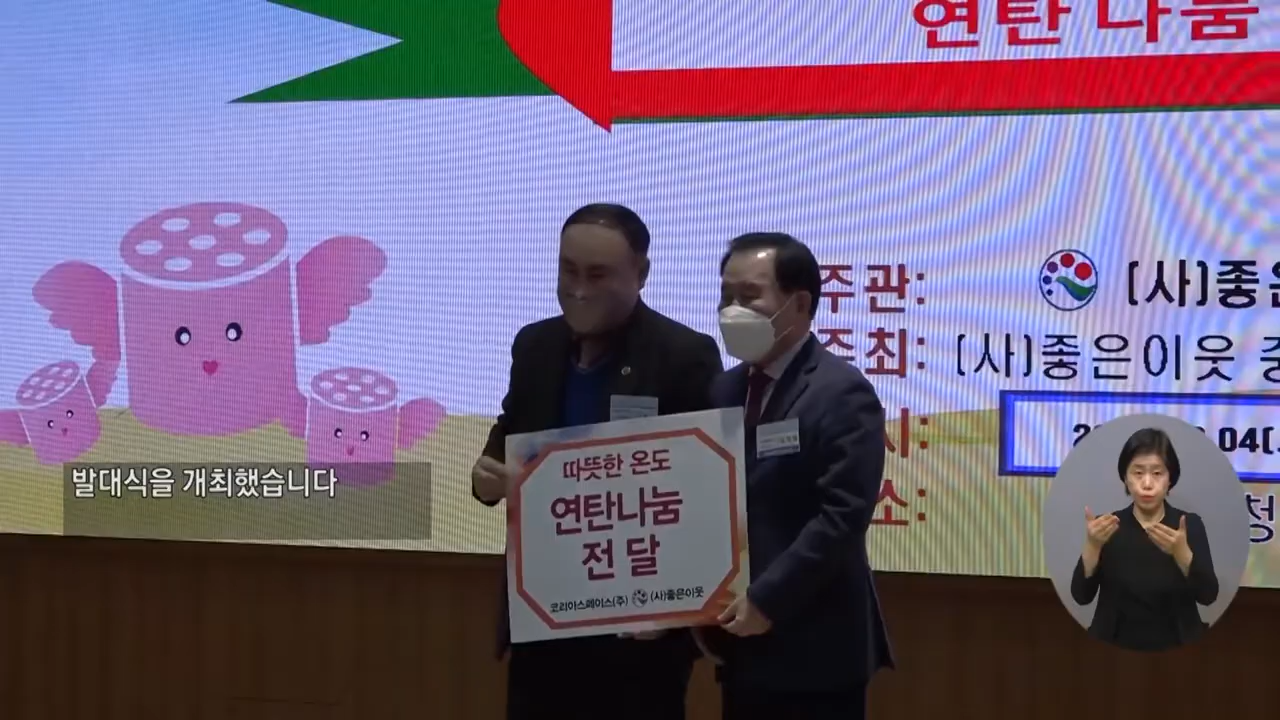 연탄나눔
주관: (사)좋은
주최: (사)좋은이웃
04(
발대식을 개최했습니다
따뜻한 온도
연탄나눔
전 달
코리아스페이스(주) (사)좋은이웃